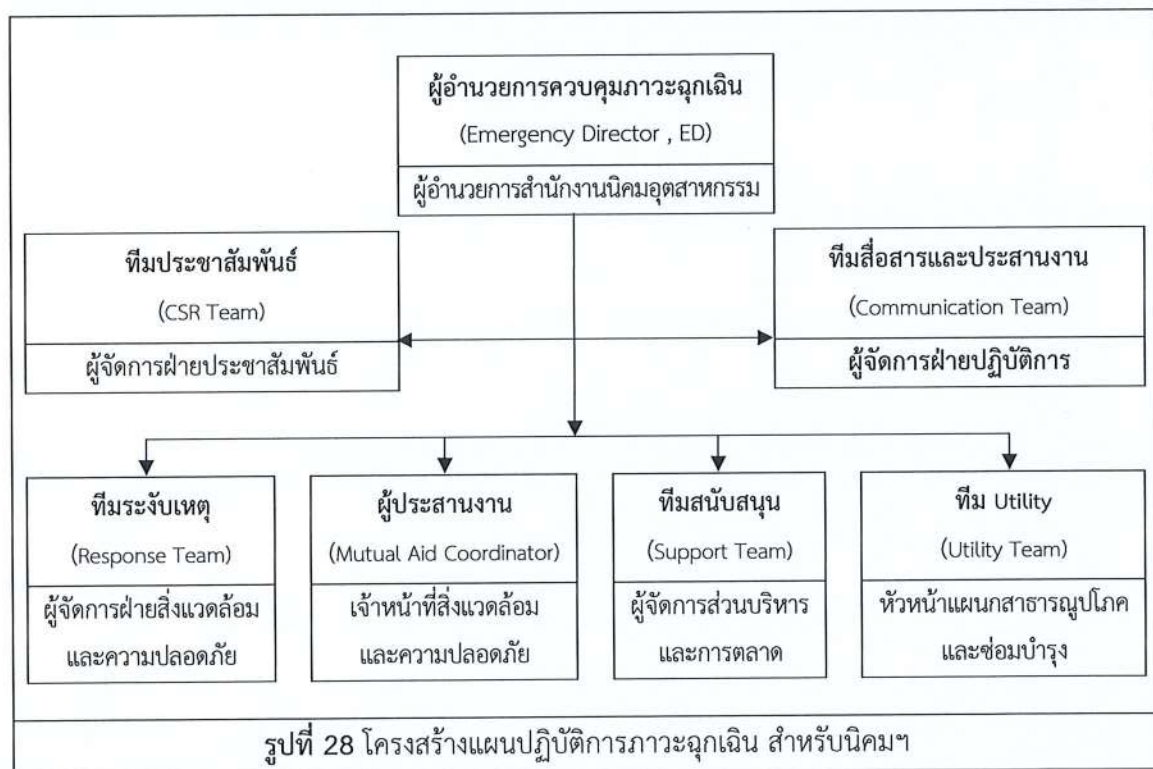 ผู้อำนวยการควบคุมภาวะฉุกเฉิน
(Emergency Director , ED)
ผู้อำนวยการสำนักงานนิคมอุตสาหกรรม
ทีมประชาสัมพันธ์
(CSR Team)
ผู้จัดการฝ่ายประชาสัมพันธ์
ทีมสื่อสารและประสานงาน
(Communication Team)
ผู้จัดการฝ่ายปฏิบัติการ
ทีมระงับเหตุ
(Response Team)
ผู้จัดการฝ่ายสิ่งแวดล้อม
และความปลอดภัย
ผู้ประสานงาน
(Mutual Aid Coordinator)
เจ้าหน้าที่สิ่งแวดล้อม
และความปลอดภัย
ทีมสนับสนุน
(Support Team)
ผู้จัดการส่วนบริหาร
และการตลาด
ทีม Utility
(Utility Team)
หัวหน้าแผนกสาธารณูปโภค
และซ่อมบำรุง
รูปที่ 28 โครงสร้างแผนปฏิบัติการภาวะฉุกเฉิน สำหรับนิคมฯ